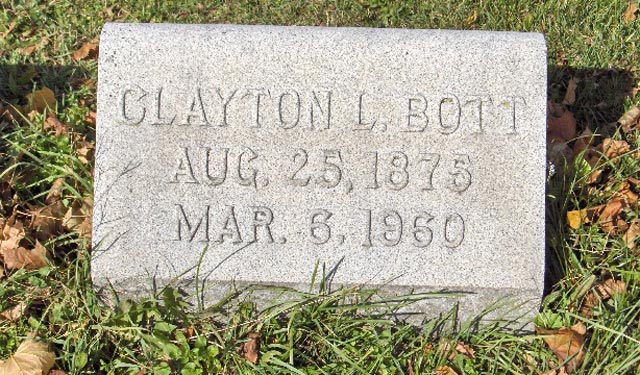 CLAYTON L. BOTT
AUG. 25, 1875
MAR. 6, 1960